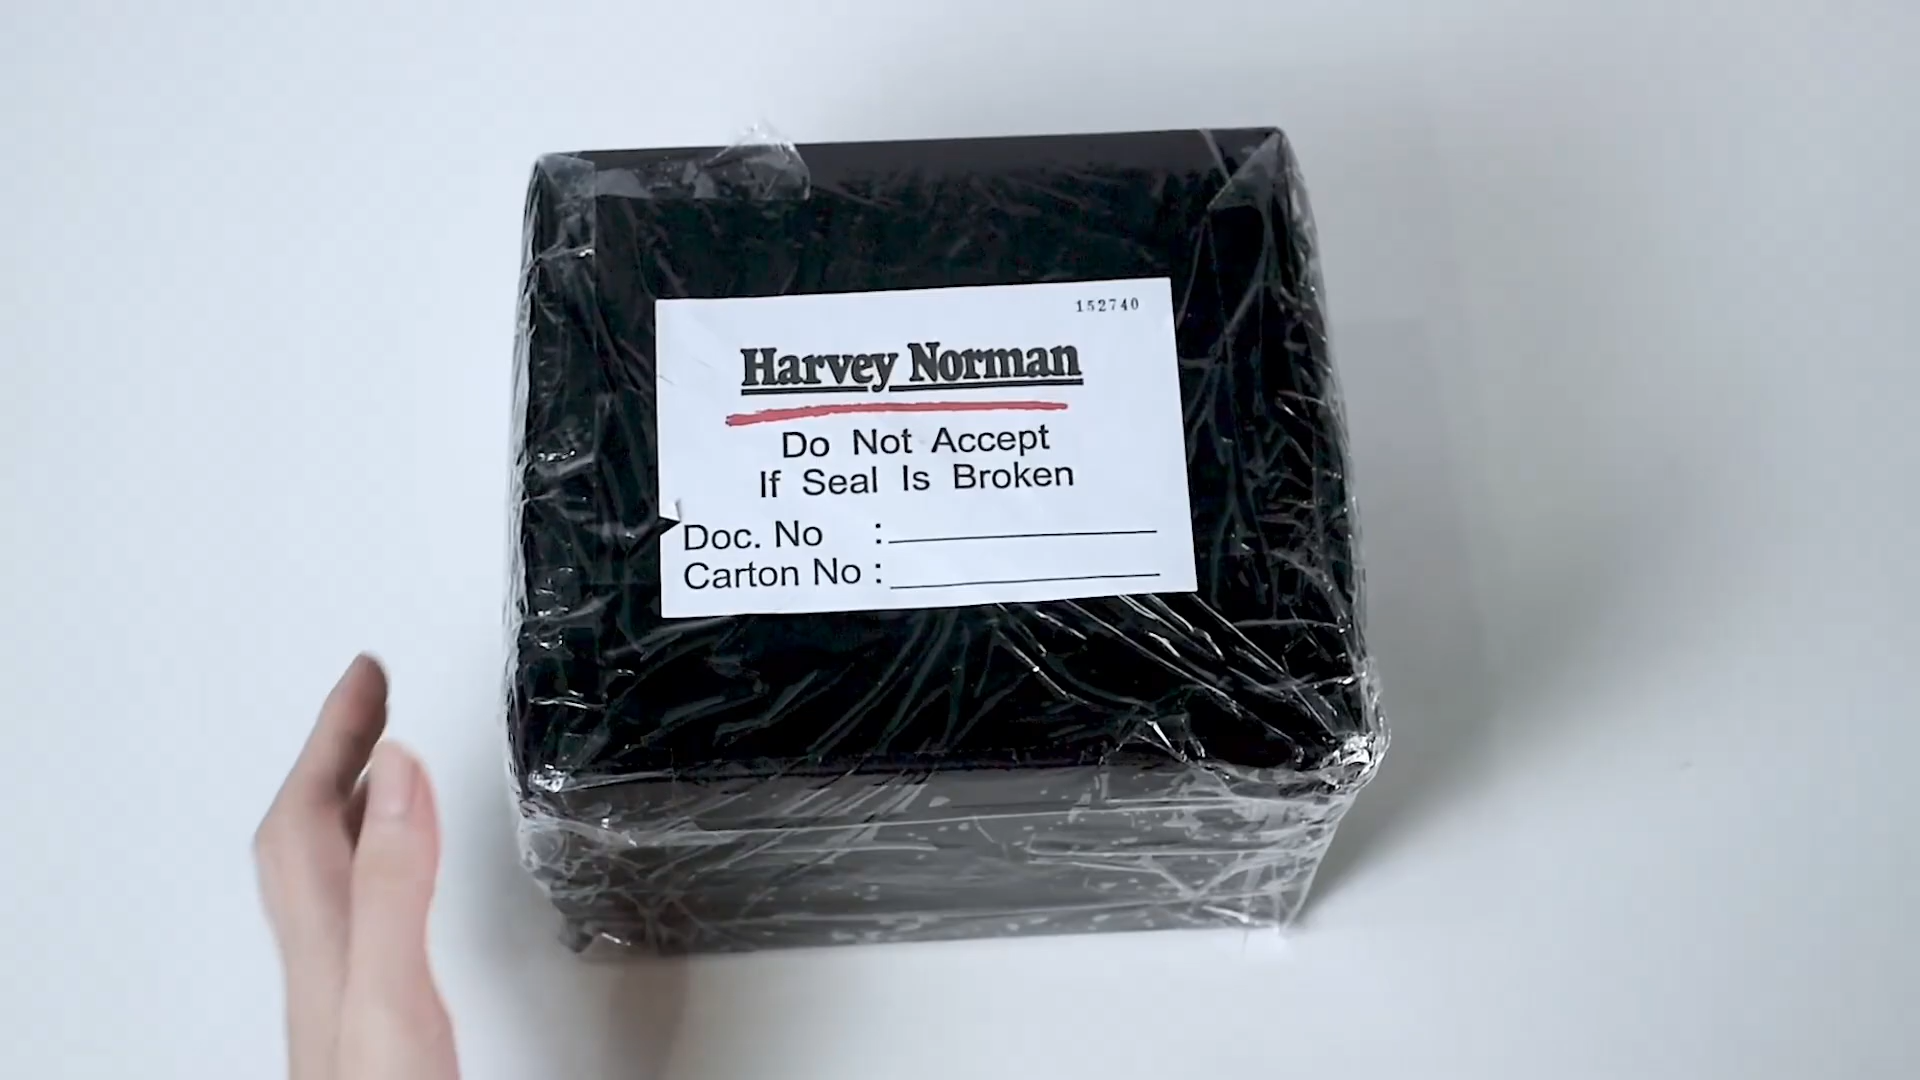 152740
Harvey Norman
Do Not Accept
If Seal Is Broken
Doc. No :
Carton No :